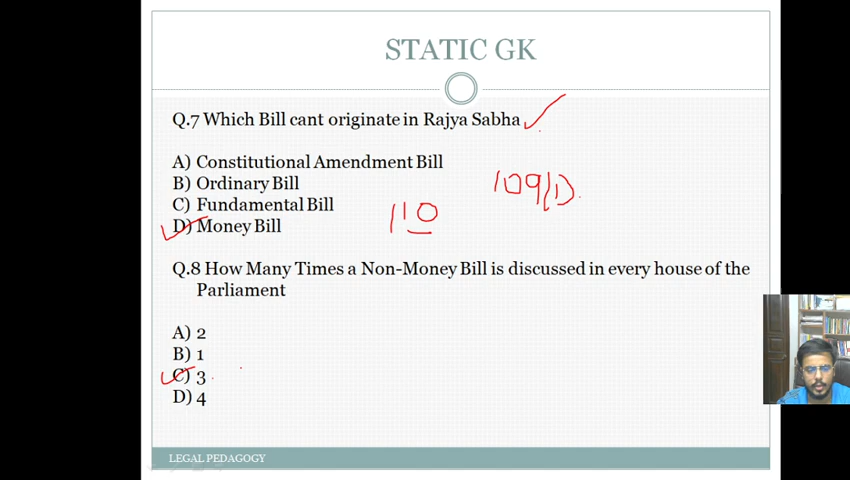 STATIC GK
Q.7 Which Bill cant originate in Rajya Sabha
A) Constitutional Amendment Bill
B) Ordinary Bill
C) Fundamental Bill
D) Money Bill
109(1)
110
Q.8 How Many Times a Non-Money Bill is discussed in every house of the
Parliament
A) 2
B) 1
C) 3
D) 4
LEGAL PEDAGOGY